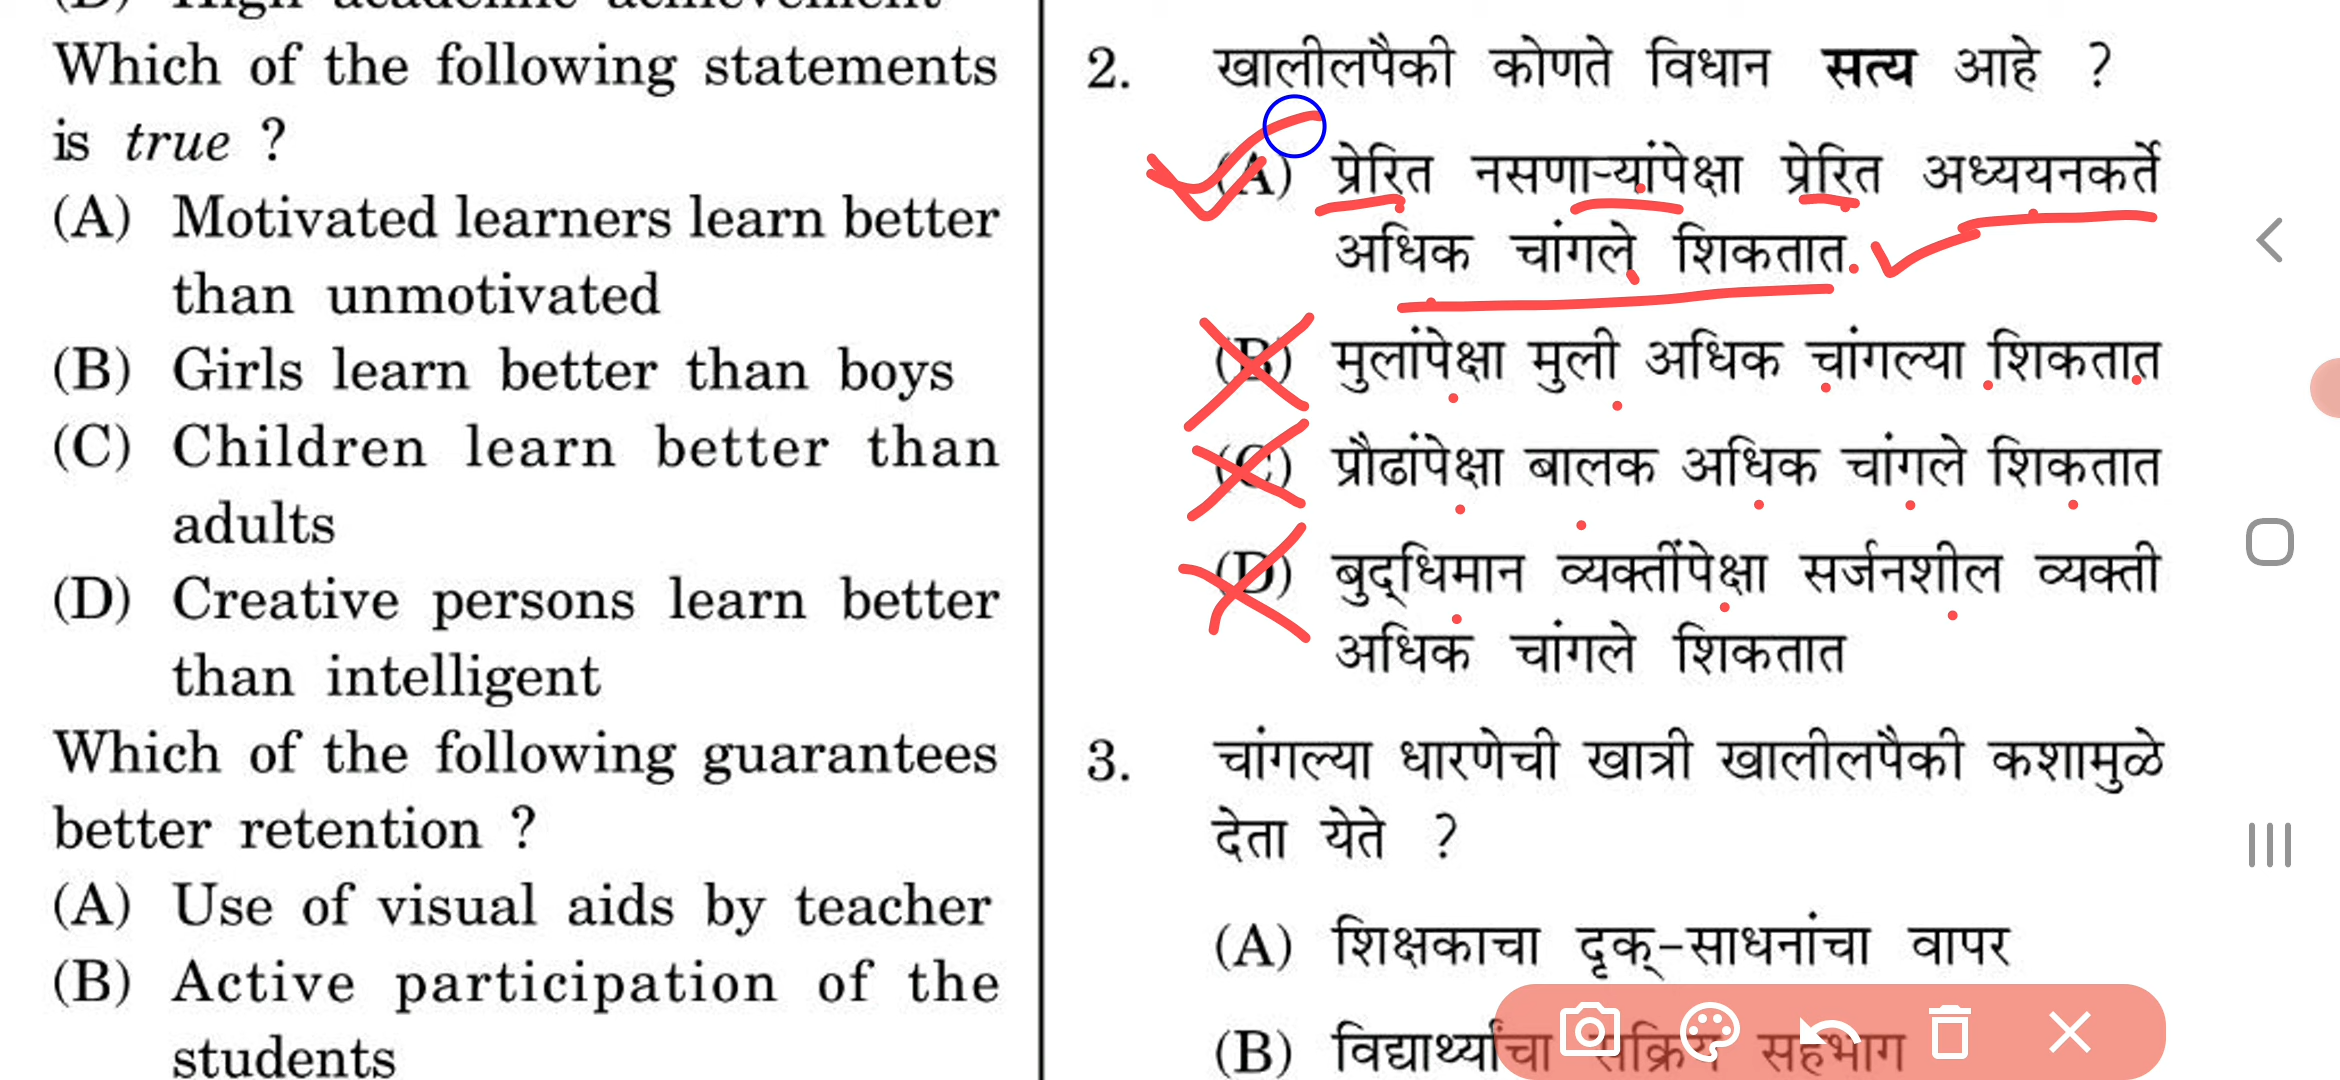 Which of the following statements
is true ?
(A) Motivated learners learn better
than unmotivated
(B) Girls learn better than boys
(C) Children learn better than
adults
(D) Creative persons learn better
than intelligent
Which of the following guarantees
better retention ?
(A) Use of visual aids by teacher
(B) Active participation of the
students
2. खालीलपैकी कोणते विधान सत्य आहे ?
(A) प्रेरित नसणाऱ्यांपेक्षा प्रेरित अध्ययनकर्ते
अधिक चांगले शिकतात.
(B) मुलांपेक्षा मुली अधिक चांगल्या शिकतात
(C) प्रौढांपेक्षा बालक अधिक चांगले शिकतात
(D) बुद्धिमान व्यक्तींपेक्षा सर्जनशील व्यक्ती
अधिक चांगले शिकतात
3. चांगल्या धारणेची खात्री खालीलपैकी कशामुळे
देता येते ?
(A) शिक्षकाचा दृक्-साधनांचा वापर
(B) विद्यार्थ्यांचा सक्रिय सहभाग